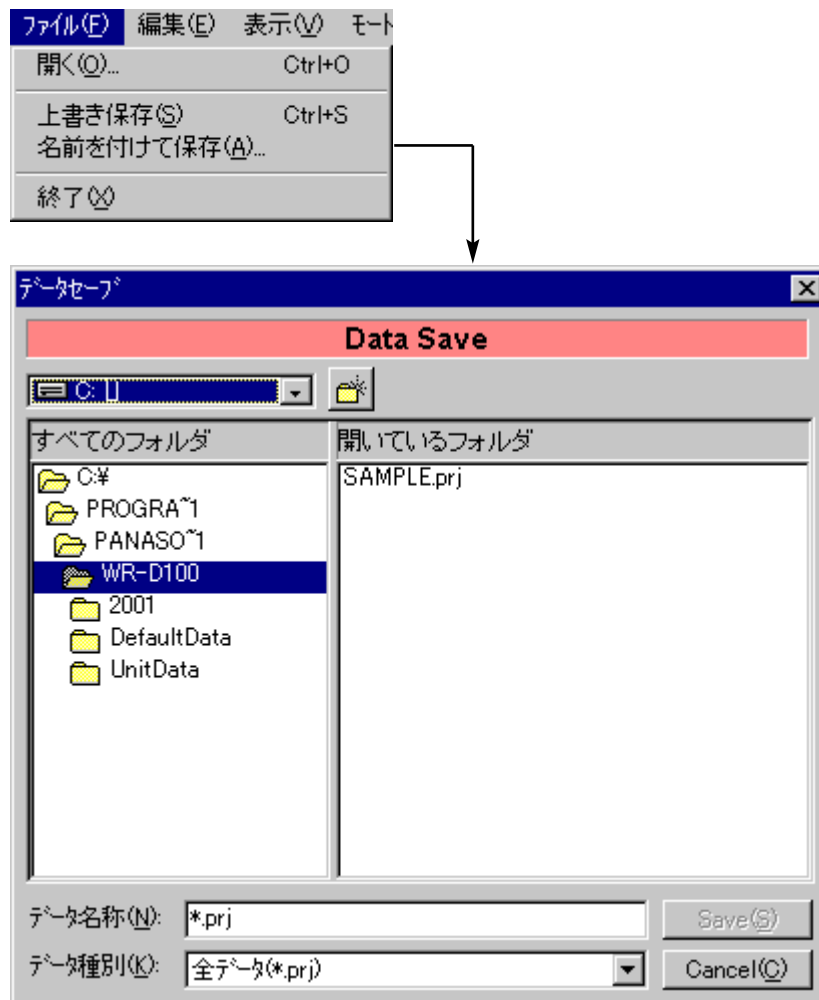 ファイル(F) 編集(E) 表示(V) モート
開く(O)... Ctrl+O
上書き保存(S) Ctrl+S
名前を付けて保存(A)...
終了(X)
データセーブ
Data Save
C: []
すべてのフォルダ 開いているフォルダ
C:¥ SAMPLE.prj
PROGRA~1
PANASO~1
WR-D100
2001
DefaultData
UnitData
データ名称(N): *.prj Save(S)
データ種別(K): 全データ(*.prj) Cancel(C)